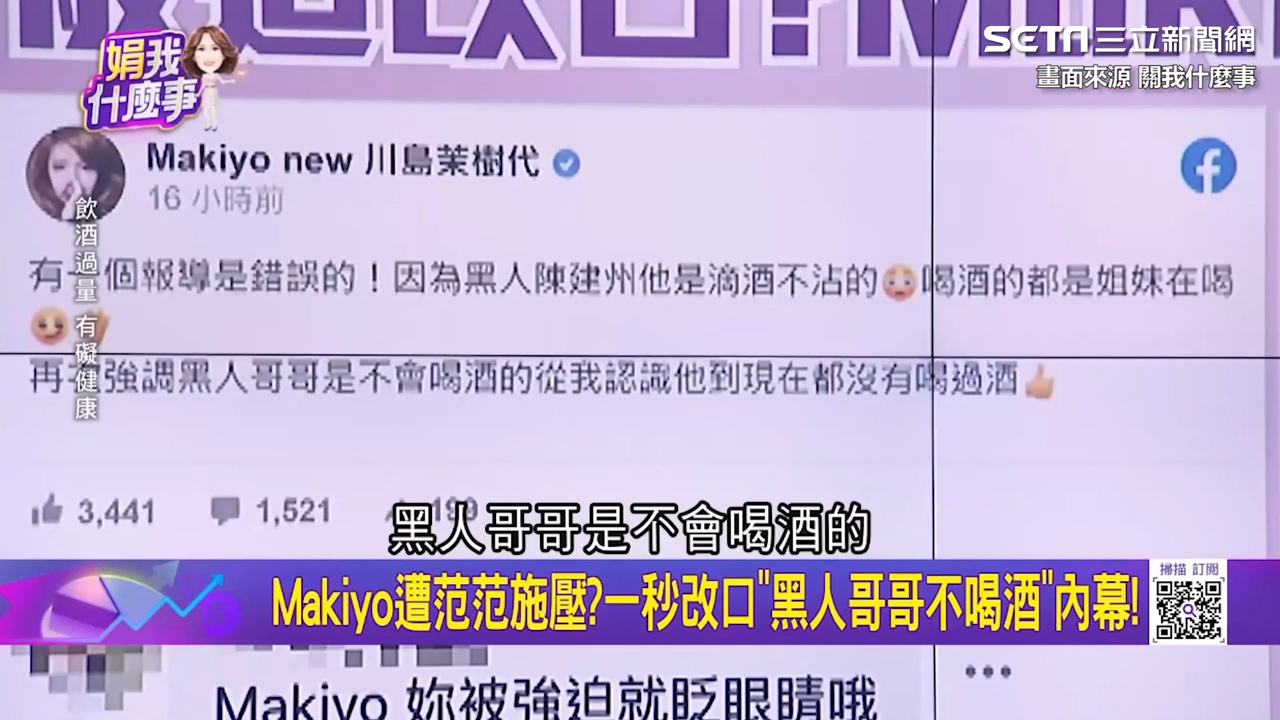 SETN三立新聞網
畫面來源 關我什麼事
娟我
什麼事
飲酒過量 有礙健康
Makiyo new 川島茉樹代
16 小時前
有一個報導是錯誤的!因為黑人陳建州他是滴酒不沾的😳喝酒的都是姐妹在喝
再次強調黑人哥哥是不會喝酒的從我認識他到現在都沒有喝過酒👍
3,441 1,521 199
黑人哥哥是不會喝酒的
Makiyo遭范范施壓?一秒改口"黑人哥哥不喝酒"內幕!
掃描 訂閱
Makiyo 妳被強迫就眨眼睛哦